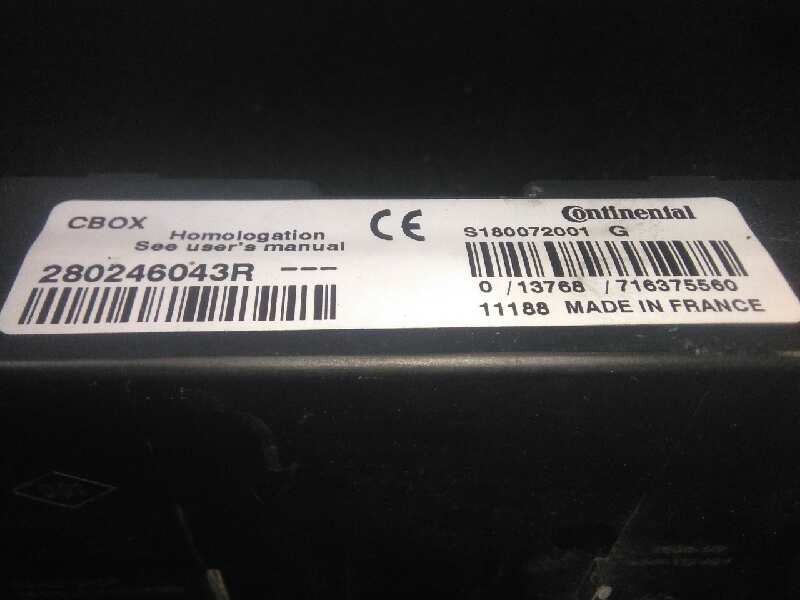 CBOX
Homologation
See user's manual
CE
280246043R ---
Continental
S180072001 G
0 /13768 /716375560
11188 MADE IN FRANCE